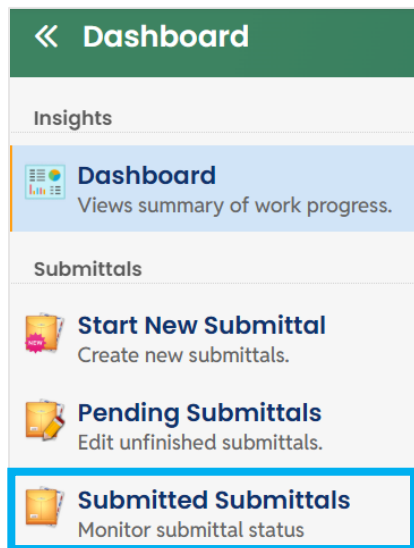 « Dashboard
Insights
Dashboard
Views summary of work progress.
Submittals
Start New Submittal
NEW
Create new submittals.
Pending Submittals
Edit unfinished submittals.
Submitted Submittals
Monitor submittal status